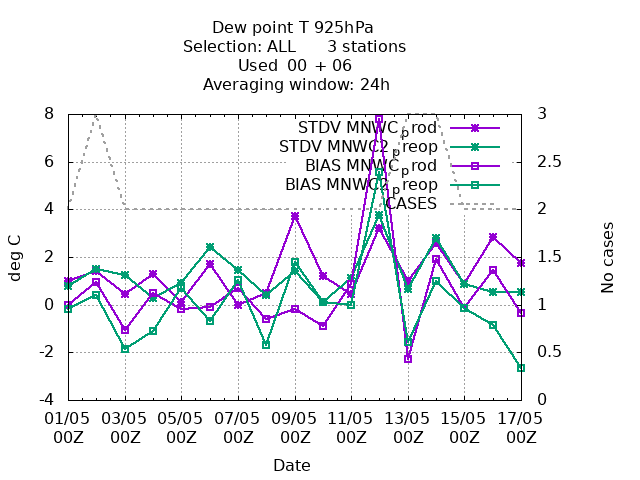 Dew point T 925hPa
Selection: ALL 3 stations
Used 00 + 06
Averaging window: 24h
8
6
4
2
0
-2
-4
deg C
3
2.5
2
1.5
1
0.5
0
No cases
STDV MNWC_prod
STDV MNWC2_preop
BIAS MNWC_prod
BIAS MNWC2_preop
CASES
01/05 03/05 05/05 07/05 09/05 11/05 13/05 15/05 17/05
00Z 00Z 00Z 00Z 00Z 00Z 00Z 00Z 00Z
Date